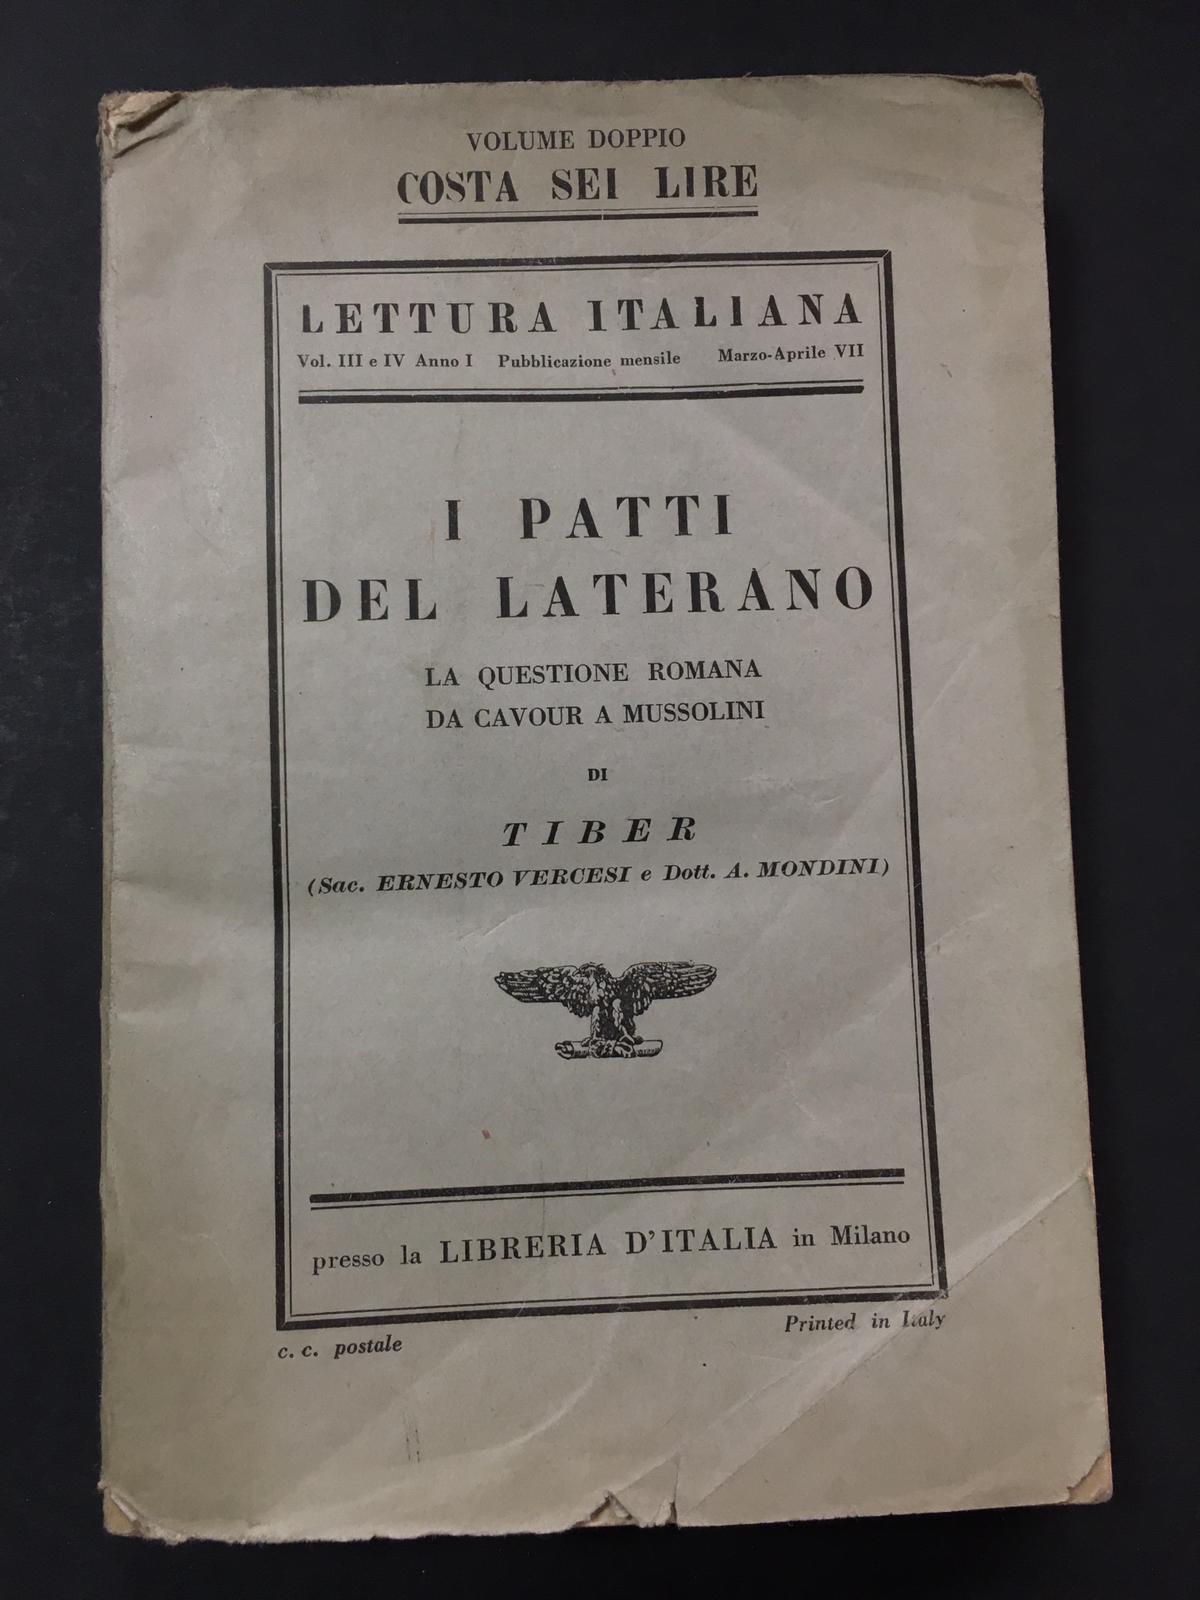 VOLUME DOPPIO
COSTA SEI LIRE
LETTURA ITALIANA
Vol. III e IV Anno I Pubblicazione mensile Marzo-Aprile VII
I PATTI
DEL LATERANO
LA QUESTIONE ROMANA
DA CAVOUR A MUSSOLINI
DI
TIBER
(Sac. ERNESTO VERCESI e Dott. A. MONDINI)
presso la LIBRERIA D'ITALIA in Milano
c. c. postale
Printed in Italy